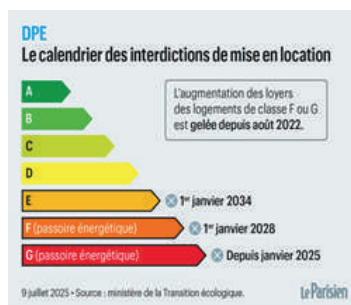 DPE
Le calendrier des interdictions de mise en location
A
L'augmentation des loyers
des logements de classe F ou G
est gelée depuis août 2022.
B
C
D
E
1er janvier 2034
F (passoire énergétique)
1er janvier 2028
G (passoire énergétique)
Depuis janvier 2025
9 juillet 2025 • Source : ministère de la Transition écologique.
Le Parisien